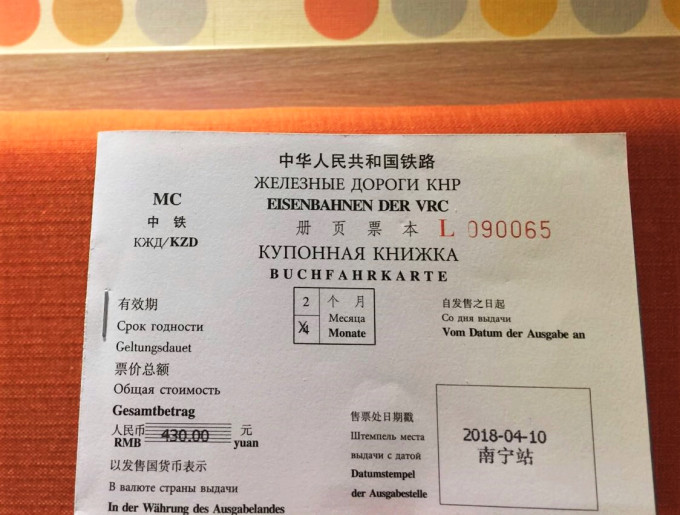 中华人民共和国铁路
ЖЕЛЕЗНЫЕ ДОРОГИ КНР
EISENBAHNEN DER VRC
MC
中 铁
КЖД/KZD
册 页 票 本 L 090065
КУПОННАЯ КНИЖКА
BUCHFAHRKARTE
有效期
Срок годности
Geltungsdauet
2 个 月
4 Месяца
Monate
自发售之日起
Со дня выдачи
Vom Datum der Ausgabe an
票价总额
Общая стоимость
Gesamtbetrag
人民币 430.00 元
RMB yuan
售票处日期戳
Штемпель места
выдачи с датой
Datumstempel
der Ausgabestelle
2018-04-10
南宁站
以发售国货币表示
В валюте страны выдачи
In der Währung des Ausgabelandes